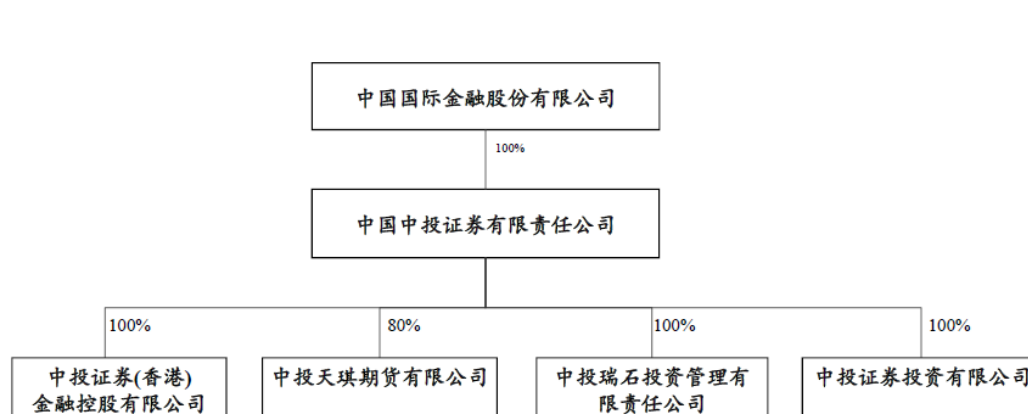 中国国际金融股份有限公司
100%
中国中投证券有限责任公司
100%
80%
100%
100%
中投证券(香港)
金融控股有限公司
中投天琪期货有限公司
中投瑞石投资管理有
限责任公司
中投证券投资有限公司